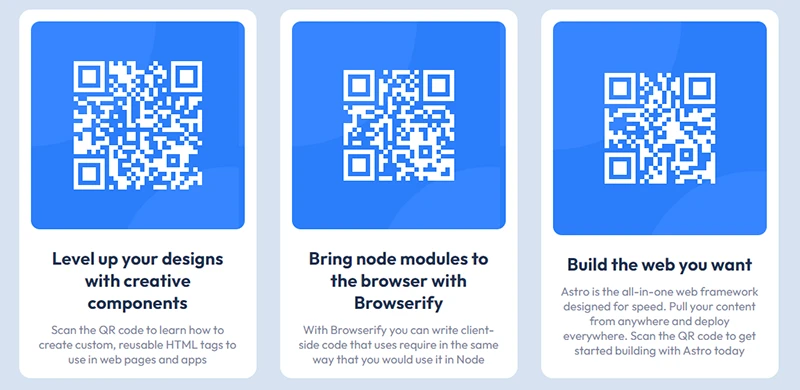 Level up your designs
with creative
components
Scan the QR code to learn how to
create custom, reusable HTML tags to
use in web pages and apps
Bring node modules to
the browser with
Browserify
With Browserify you can write client-
side code that uses require in the same
way that you would use it in Node
Build the web you want
Astro is the all-in-one web framework
designed for speed. Pull your content
from anywhere and deploy
everywhere. Scan the QR code to get
started building with Astro today